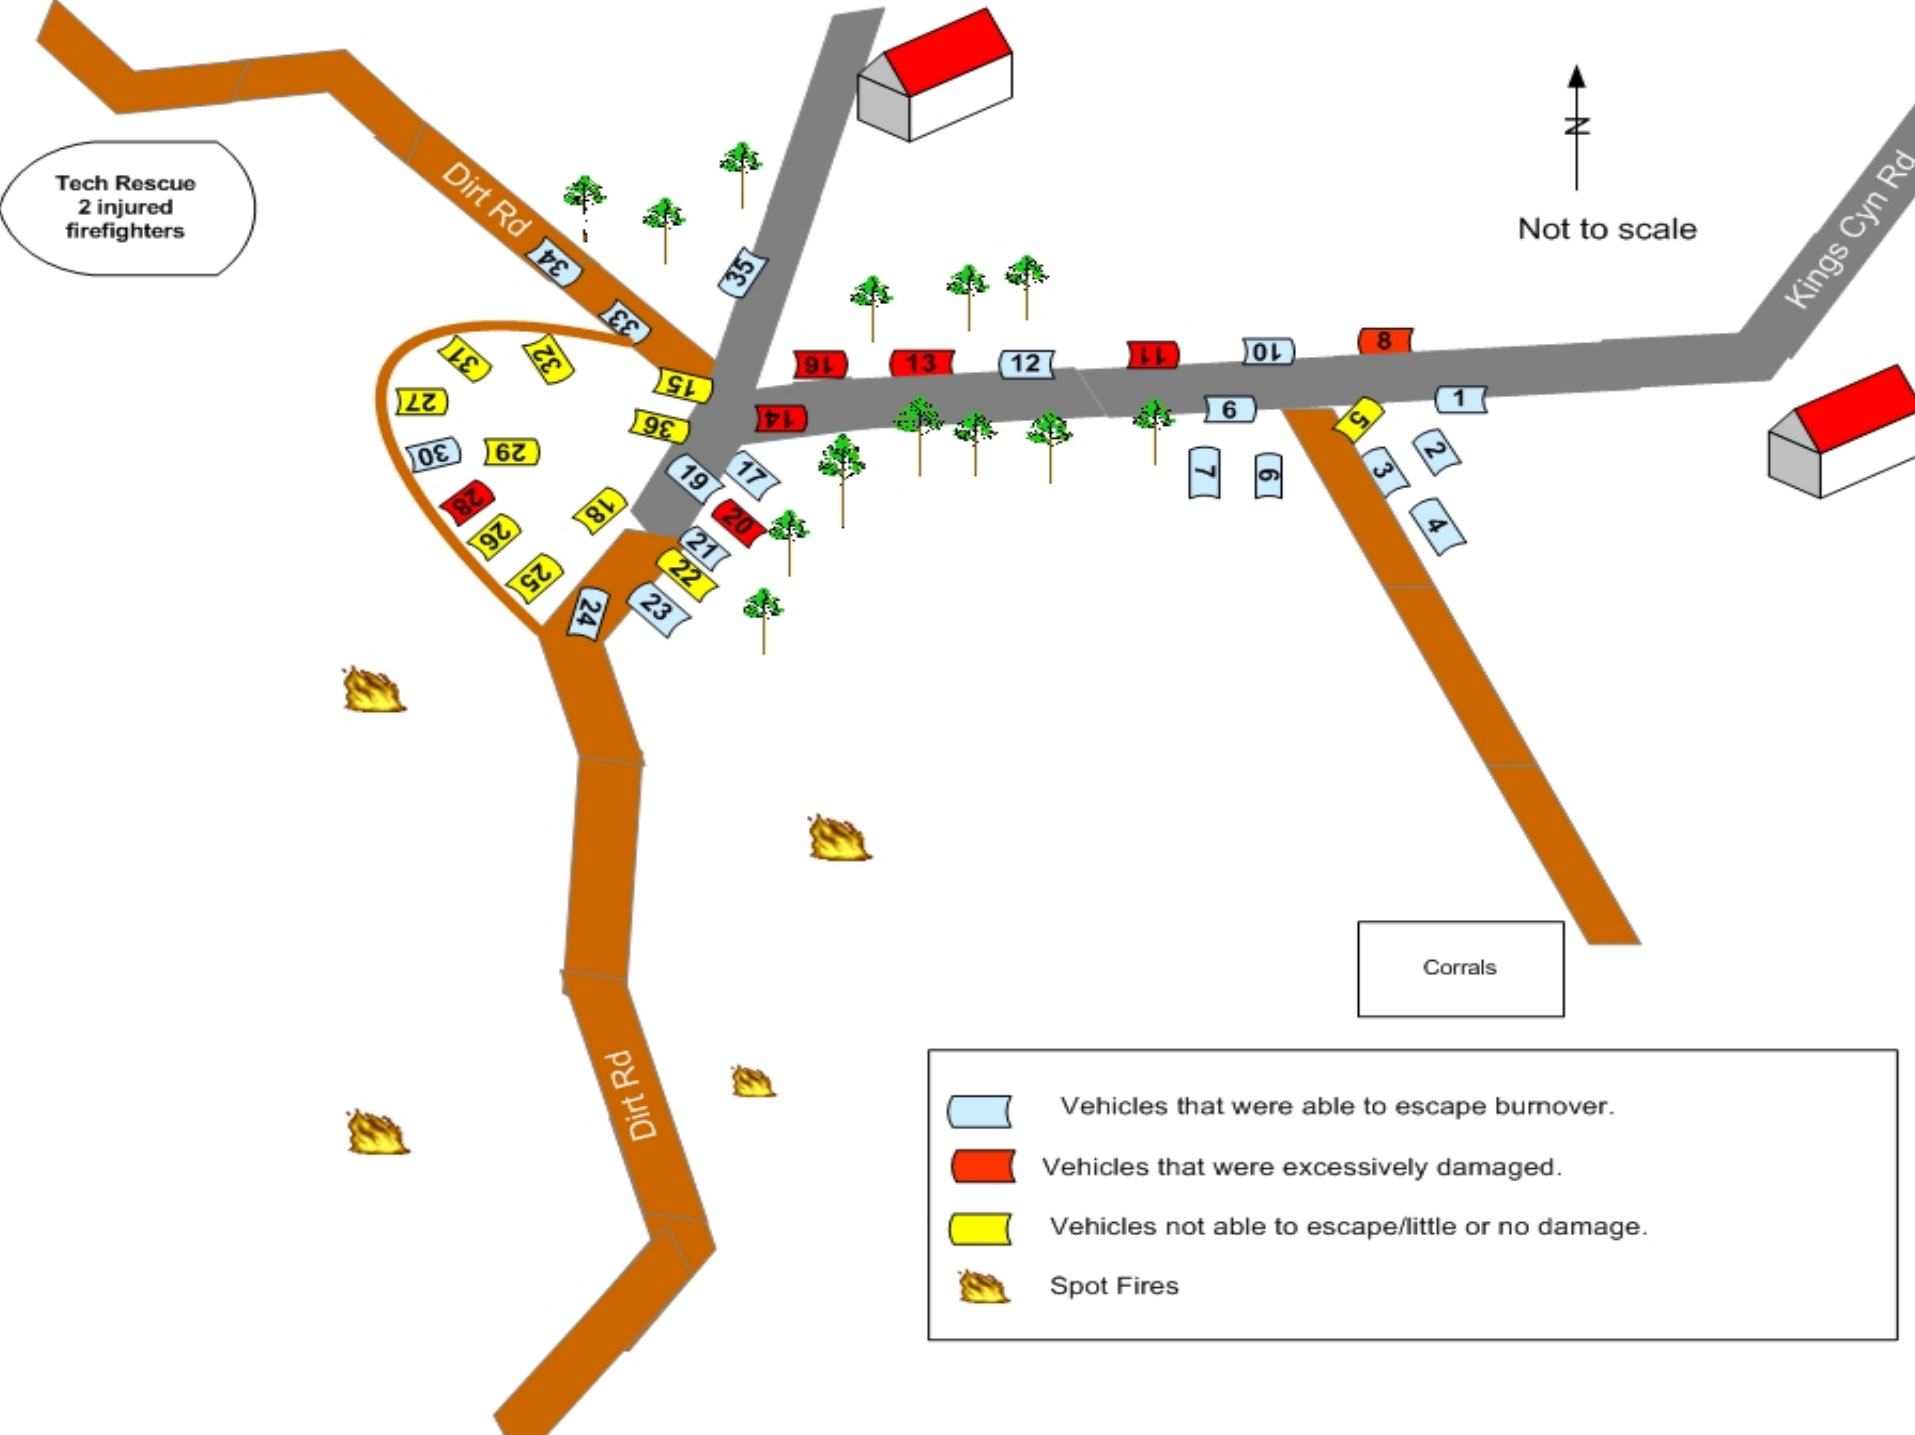 Tech Rescue
2 injured
firefighters
Dirt Rd
N
Not to scale
Kings Cyn Rd
34
33
35
31
32
27
30
29
28
26
25
18
15
36
16
13
12
11
10
8
14
19
17
20
21
22
23
24
9
7
6
5
1
2
3
4
Corrals
Dirt Rd
Vehicles that were able to escape burnover.
Vehicles that were excessively damaged.
Vehicles not able to escape/little or no damage.
Spot Fires